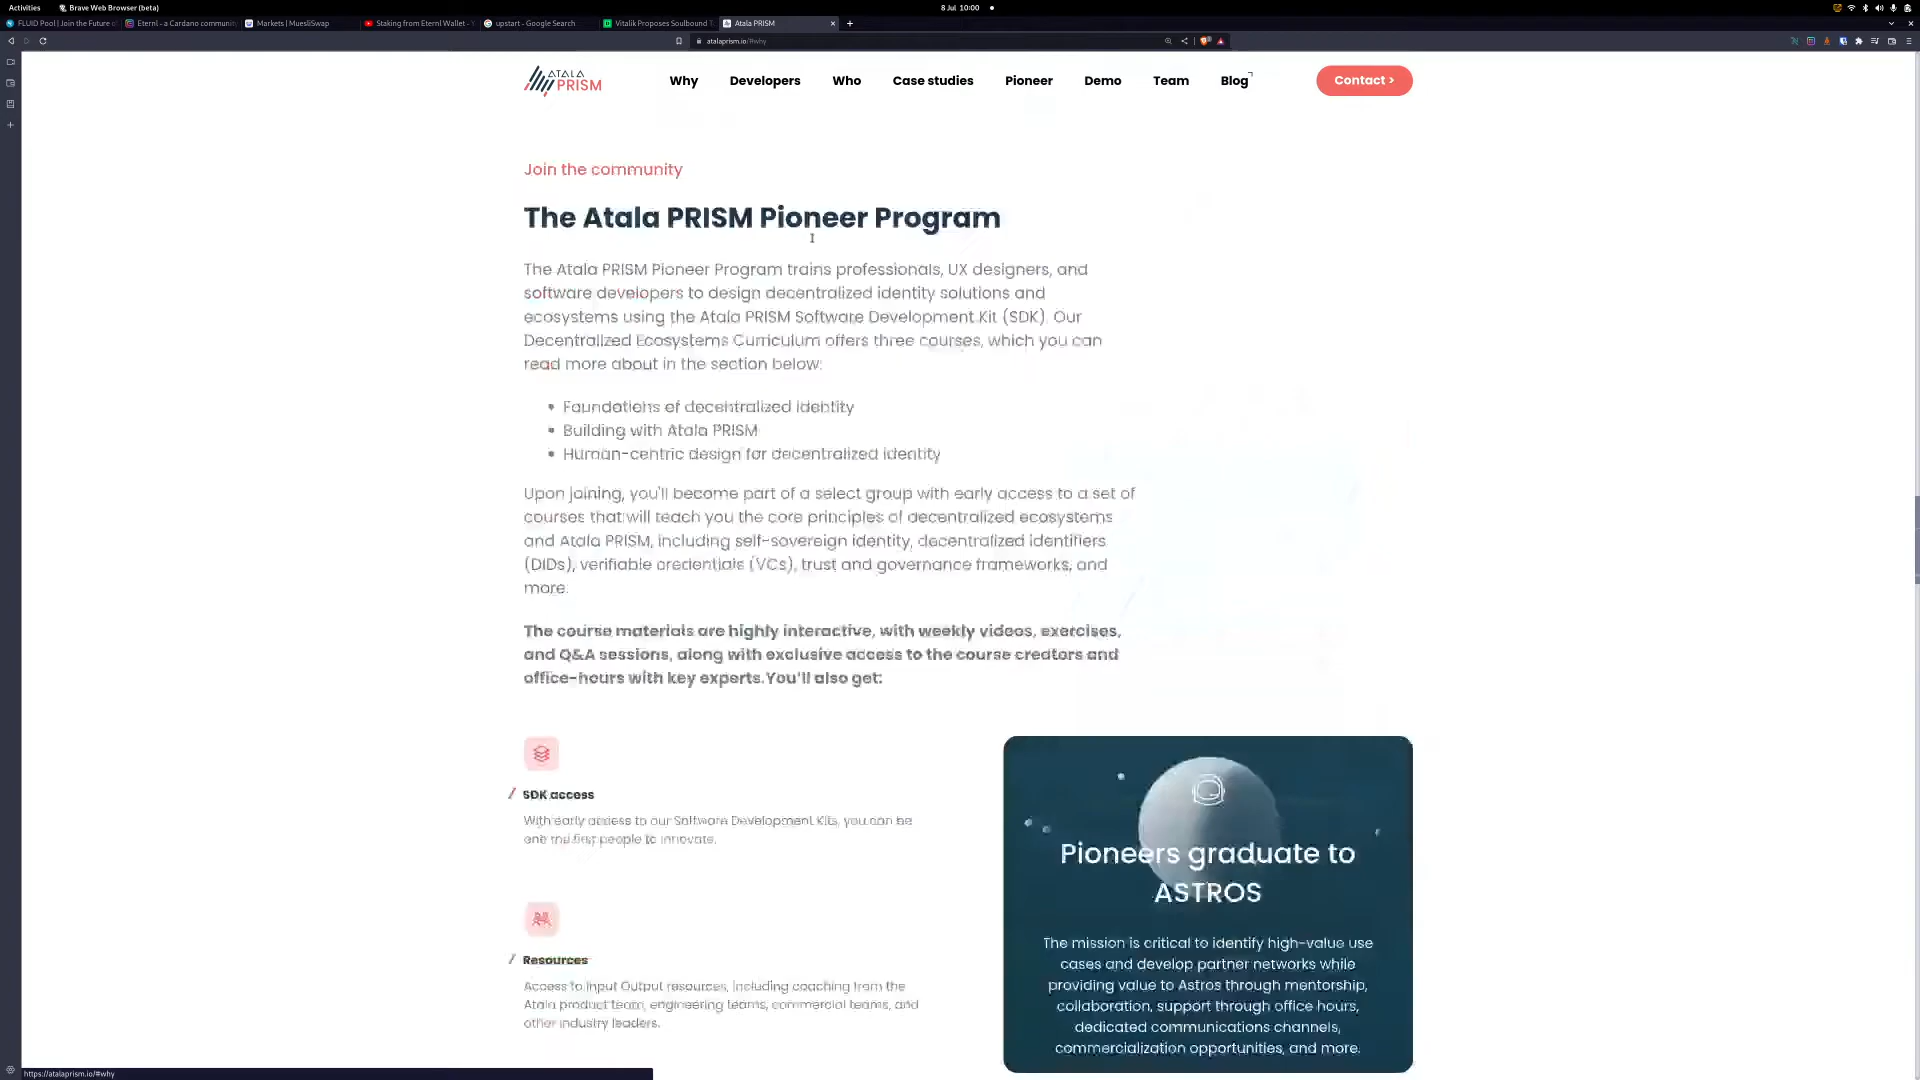 Activities
Brave Web Browser (beta)
8 Jul 10:00
FLUID Pool | Join the Future o
Eternl - a Cardano communit
Markets | MuesliSwap
Staking from Eternl Wallet -
upstart - Google Search
Vitalik Proposes Soulbound T
Atala PRISM
atalaprism.io/#why
ATALA PRISM
Why
Developers
Who
Case studies
Pioneer
Demo
Team
Blog
Contact >
Join the community
The Atala PRISM Pioneer Program
The Atala PRISM Pioneer Program trains professionals, UX designers, and
software developers to design decentralized identity solutions and
ecosystems using the Atala PRISM Software Development Kit (SDK). Our
Decentralized Ecosystems Curriculum offers three courses, which you can
read more about in the section below:
• Foundations of decentralized identity
• Building with Atala PRISM
• Human-centric design for decentralized identity
Upon joining, you'll become part of a select group with early access to a set of
courses that will teach you the core principles of decentralized ecosystems
and Atala PRISM, including self-sovereign identity, decentralized identifiers
(DIDs), verifiable credentials (VCs), trust and governance frameworks, and
more.
The course materials are highly interactive, with weekly videos, exercises,
and Q&A sessions, along with exclusive access to the course creators and
office-hours with key experts. You'll also get:
SDK access
With early access to our Software Development Kits, you can be
one the first people to innovate.
Resources
Access to Input Output resources, including coaching from the
Atala product team, engineering teams, commercial teams, and
other industry leaders.
Pioneers graduate to
ASTROS
The mission is critical to identify high-value use
cases and develop partner networks while
providing value to Astros through mentorship,
collaboration, support through office hours,
dedicated communications channels,
commercialization opportunities, and more.
https://atalaprism.io/#why